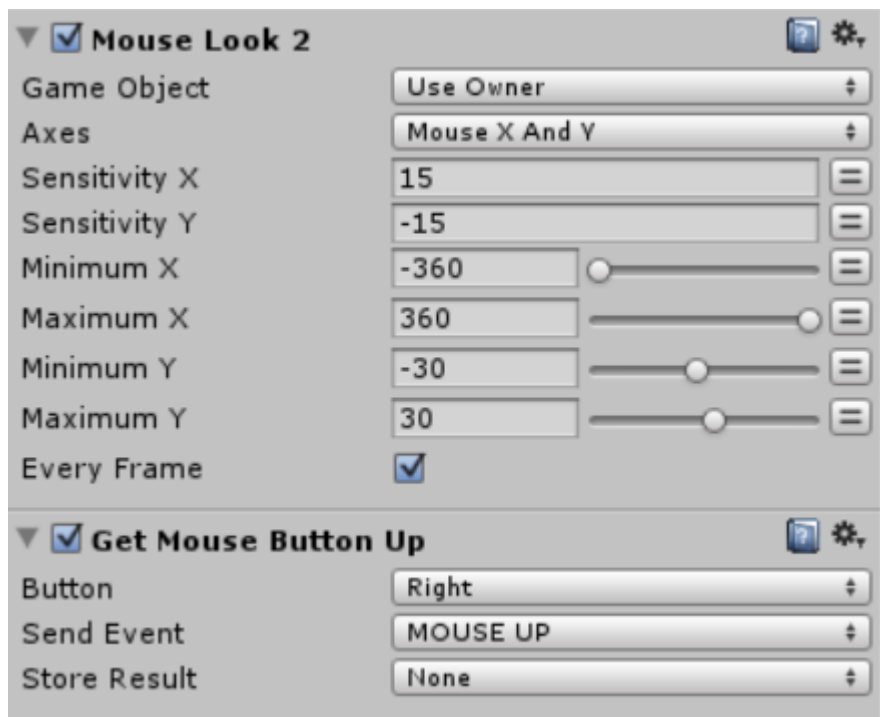 Mouse Look 2
Game Object Use Owner
Axes Mouse X And Y
Sensitivity X 15
Sensitivity Y -15
Minimum X -360
Maximum X 360
Minimum Y -30
Maximum Y 30
Every Frame
Get Mouse Button Up
Button Right
Send Event MOUSE UP
Store Result None